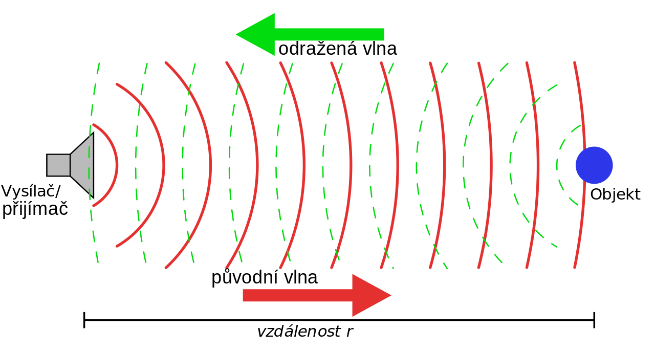 odražená vlna
Vysílač/
přijímač
Objekt
původní vlna
vzdálenost r